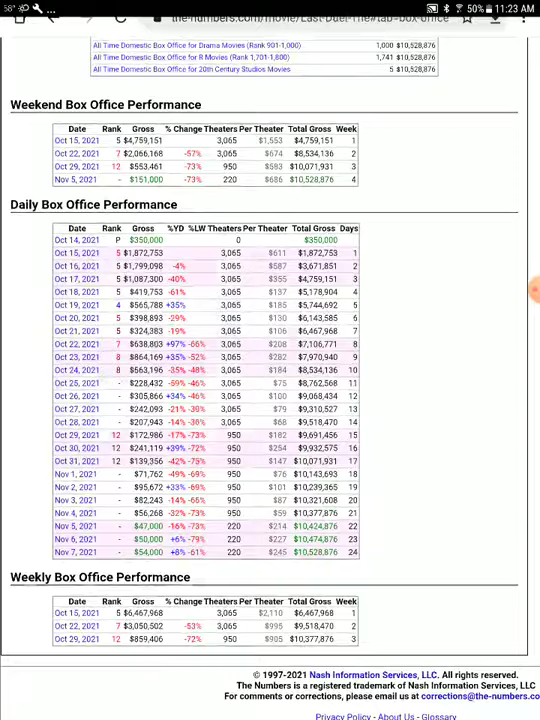 58° ... 50% 11:23 AM
the-numbers.com/movie/Last-Duel-The#tab=box-office
All Time Domestic Box Office for Drama Movies (Rank 901-1,000) 1,000 $10,528,876
All Time Domestic Box Office for R Movies (Rank 1,701-1,800) 1,741 $10,528,876
All Time Domestic Box Office for 20th Century Studios Movies 5 $10,528,876
Weekend Box Office Performance
Date Rank Gross % Change Theaters Per Theater Total Gross Week
Oct 15, 2021 5 $4,759,151 3,065 $1,553 $4,759,151 1
Oct 22, 2021 7 $2,066,168 -57% 3,065 $674 $8,534,136 2
Oct 29, 2021 12 $553,461 -73% 950 $583 $10,071,931 3
Nov 5, 2021 - $151,000 -73% 220 $686 $10,528,876 4
Daily Box Office Performance
Date Rank Gross %YD %LW Theaters Per Theater Total Gross Days
Oct 14, 2021 P $350,000 0 $350,000
Oct 15, 2021 5 $1,872,753 3,065 $611 $1,872,753 1
Oct 16, 2021 5 $1,799,098 -4% 3,065 $587 $3,671,851 2
Oct 17, 2021 5 $1,087,300 -40% 3,065 $355 $4,759,151 3
Oct 18, 2021 5 $419,753 -61% 3,065 $137 $5,178,904 4
Oct 19, 2021 4 $565,788 +35% 3,065 $185 $5,744,692 5
Oct 20, 2021 5 $398,893 -29% 3,065 $130 $6,143,585 6
Oct 21, 2021 5 $324,383 -19% 3,065 $106 $6,467,968 7
Oct 22, 2021 7 $638,803 +97% -66% 3,065 $208 $7,106,771 8
Oct 23, 2021 8 $864,169 +35% -52% 3,065 $282 $7,970,940 9
Oct 24, 2021 8 $563,196 -35% -48% 3,065 $184 $8,534,136 10
Oct 25, 2021 - $228,432 -59% -46% 3,065 $75 $8,762,568 11
Oct 26, 2021 - $305,866 +34% -46% 3,065 $100 $9,068,434 12
Oct 27, 2021 - $242,093 -21% -39% 3,065 $79 $9,310,527 13
Oct 28, 2021 - $207,943 -14% -36% 3,065 $68 $9,518,470 14
Oct 29, 2021 12 $172,986 -17% -73% 950 $182 $9,691,456 15
Oct 30, 2021 12 $241,119 +39% -72% 950 $254 $9,932,575 16
Oct 31, 2021 12 $139,356 -42% -75% 950 $147 $10,071,931 17
Nov 1, 2021 - $71,762 -49% -69% 950 $76 $10,143,693 18
Nov 2, 2021 - $95,672 +33% -69% 950 $101 $10,239,365 19
Nov 3, 2021 - $82,243 -14% -66% 950 $87 $10,321,608 20
Nov 4, 2021 - $56,268 -32% -73% 950 $59 $10,377,876 21
Nov 5, 2021 - $47,000 -16% -73% 220 $214 $10,424,876 22
Nov 6, 2021 - $50,000 +6% -79% 220 $227 $10,474,876 23
Nov 7, 2021 - $54,000 +8% -61% 220 $245 $10,528,876 24
Weekly Box Office Performance
Date Rank Gross % Change Theaters Per Theater Total Gross Week
Oct 15, 2021 5 $6,467,968 3,065 $2,110 $6,467,968 1
Oct 22, 2021 7 $3,050,502 -53% 3,065 $995 $9,518,470 2
Oct 29, 2021 12 $859,406 -72% 950 $905 $10,377,876 3
© 1997-2021 Nash Information Services, LLC. All rights reserved.
The Numbers is a registered trademark of Nash Information Services, LLC
For comments or corrections, please email us at corrections@the-numbers.co
Privacy Policy - About Us - Glossary